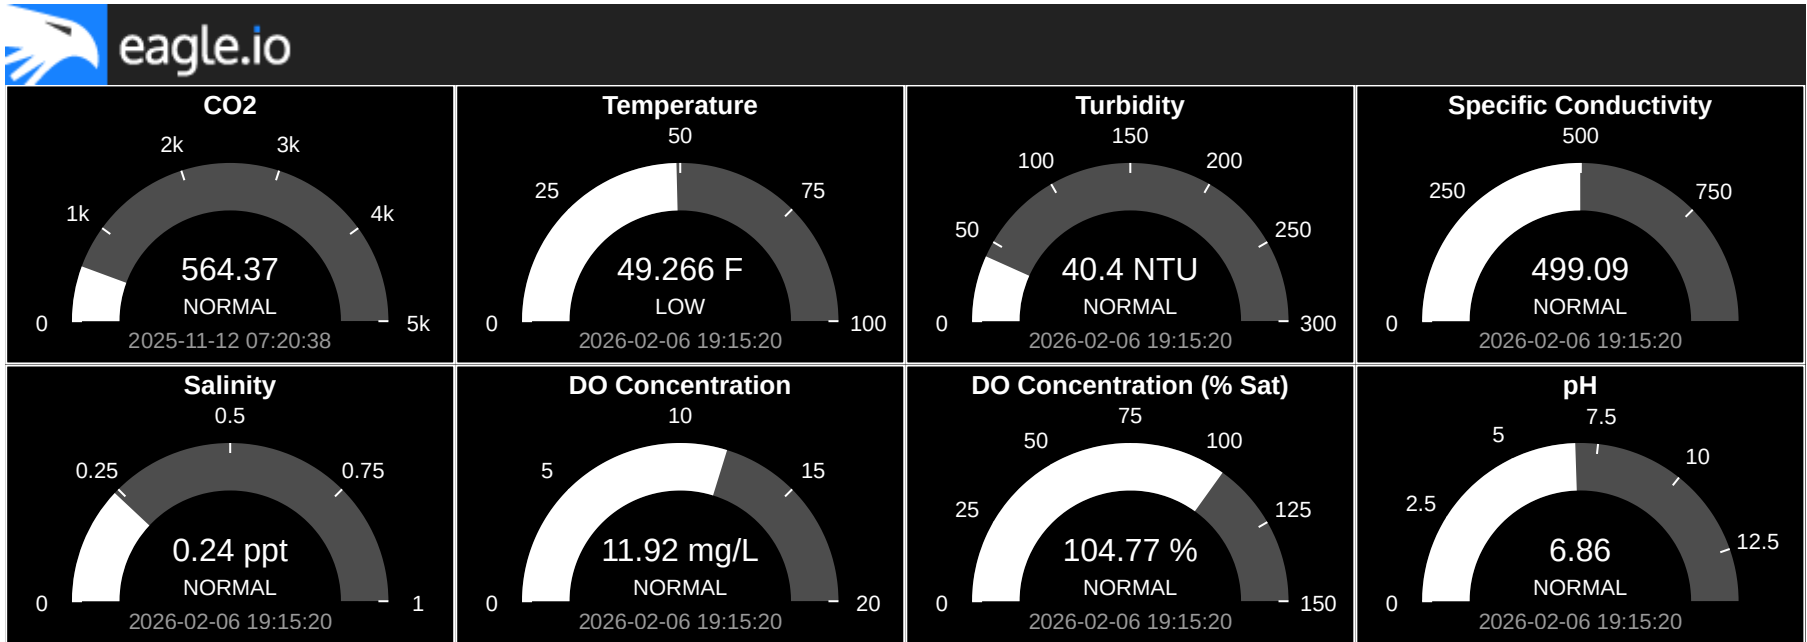 eagle.io
CO2
2k
3k
1k
4k
564.37
NORMAL
0
5k
2025-11-12 07:20:38
Temperature
50
25
75
49.266 F
LOW
0
100
2026-02-06 19:15:20
Turbidity
150
100
200
50
250
40.4 NTU
NORMAL
0
300
2026-02-06 19:15:20
Specific Conductivity
500
250
750
499.09
NORMAL
0
2026-02-06 19:15:20
Salinity
0.5
0.25
0.75
0.24 ppt
NORMAL
0
1
2026-02-06 19:15:20
DO Concentration
10
5
15
11.92 mg/L
NORMAL
0
20
2026-02-06 19:15:20
DO Concentration (% Sat)
75
50
100
25
125
104.77 %
NORMAL
0
150
2026-02-06 19:15:20
pH
7.5
5
10
2.5
12.5
6.86
NORMAL
0
2026-02-06 19:15:20